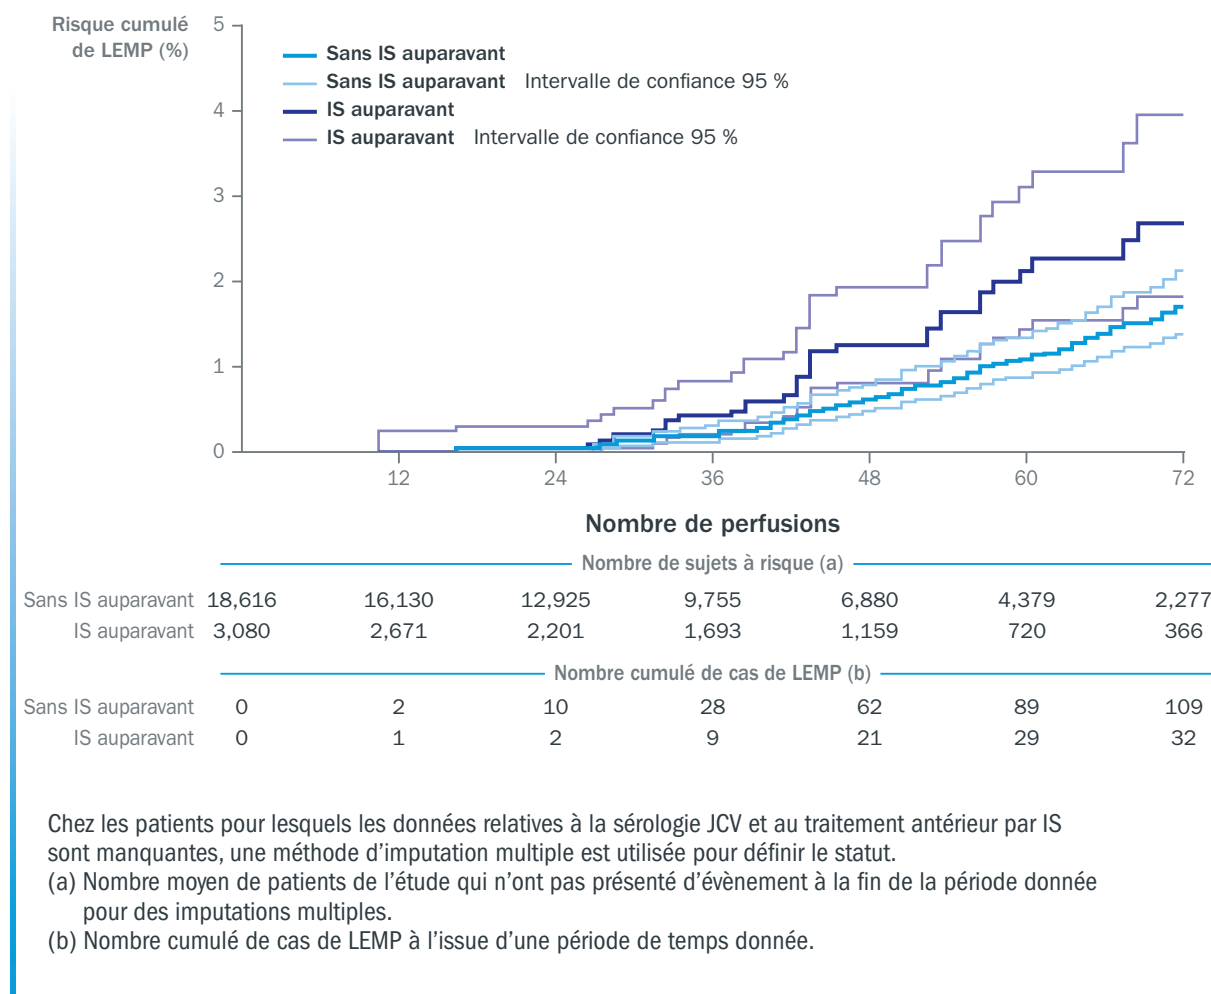 Risque cumulé
de LEMP (%)
5
4
3
2
1
0
Sans IS auparavant
Sans IS auparavant Intervalle de confiance 95 %
IS auparavant
IS auparavant Intervalle de confiance 95 %
12 24 36 48 60 72
Nombre de perfusions
Nombre de sujets à risque (a)
Sans IS auparavant 18,616 16,130 12,925 9,755 6,880 4,379 2,277
IS auparavant 3,080 2,671 2,201 1,693 1,159 720 366
Nombre cumulé de cas de LEMP (b)
Sans IS auparavant 0 2 10 28 62 89 109
IS auparavant 0 1 2 9 21 29 32
Chez les patients pour lesquels les données relatives à la sérologie JCV et au traitement antérieur par IS
sont manquantes, une méthode d’imputation multiple est utilisée pour définir le statut.
(a) Nombre moyen de patients de l’étude qui n’ont pas présenté d’évènement à la fin de la période donnée
pour des imputations multiples.
(b) Nombre cumulé de cas de LEMP à l’issue d’une période de temps donnée.